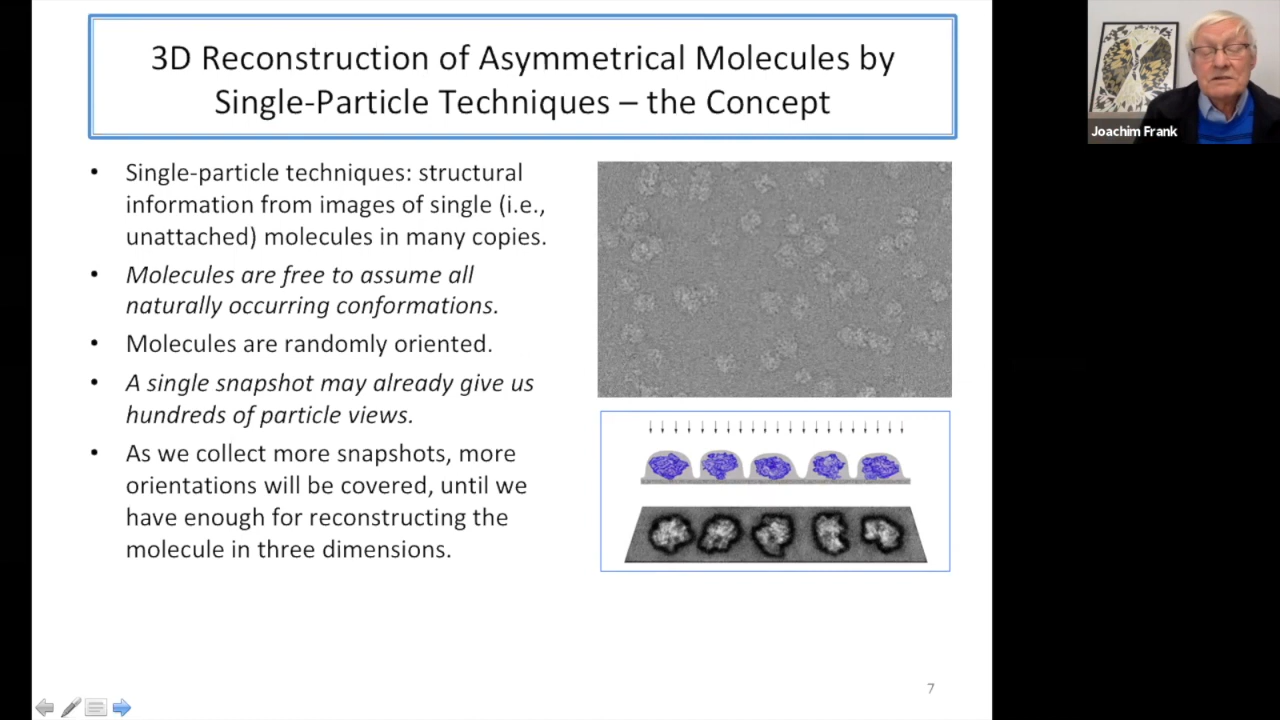 3D Reconstruction of Asymmetrical Molecules by
Single-Particle Techniques – the Concept
• Single-particle techniques: structural
information from images of single (i.e.,
unattached) molecules in many copies.
• Molecules are free to assume all
naturally occurring conformations.
• Molecules are randomly oriented.
• A single snapshot may already give us
hundreds of particle views.
• As we collect more snapshots, more
orientations will be covered, until we
have enough for reconstructing the
molecule in three dimensions.
7
Joachim Frank